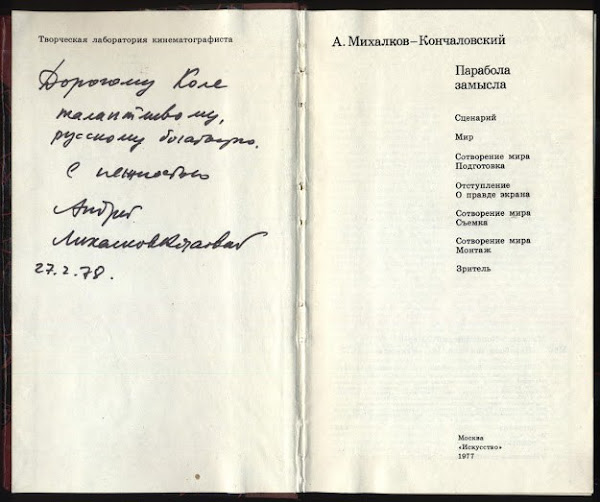 Творческая лаборатория кинематографиста
Дорогому Коле
талантливому,
русскому богатырю.
С нежностью
Андрей
Михалков-Кончаловский
27.2.78.
А. Михалков–Кончаловский
Парабола
замысла
Сценарий
Мир
Сотворение мира
Подготовка
Отступление
О правде экрана
Сотворение мира
Съемка
Сотворение мира
Монтаж
Зритель
Москва
«Искусство»
1977